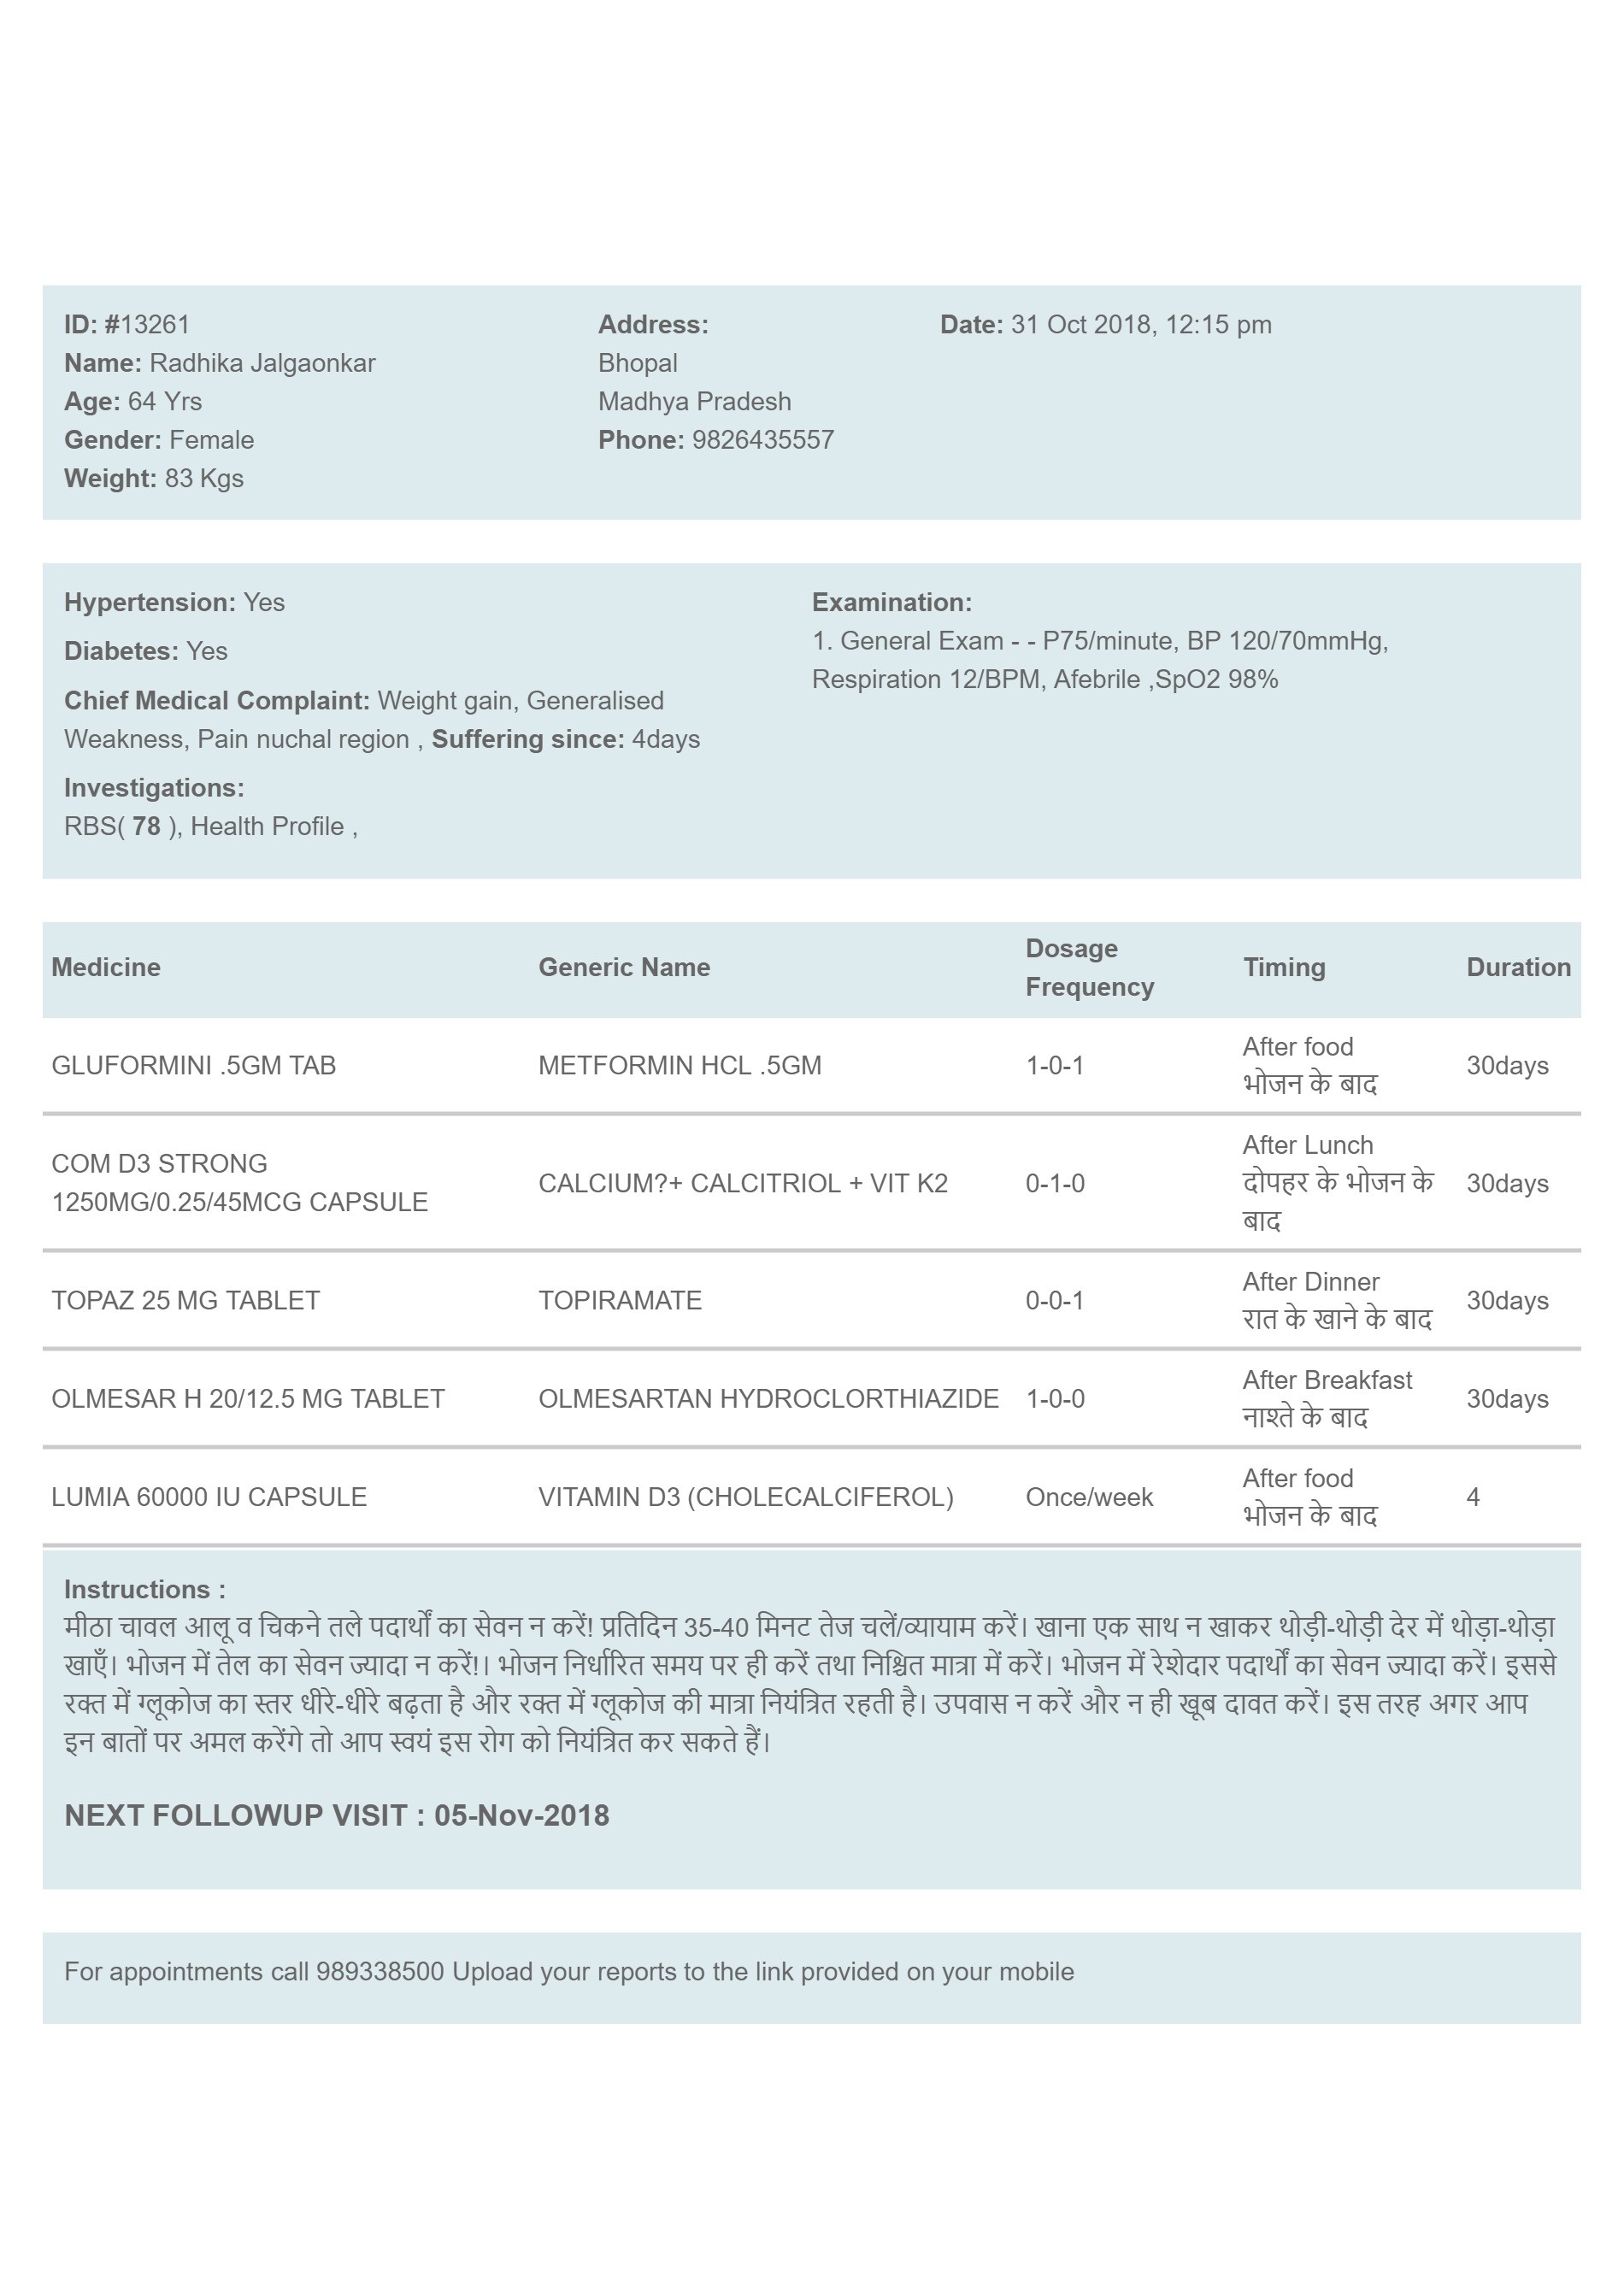 ID: #13261
Name: Radhika Jalgaonkar
Age: 64 Yrs
Gender: Female
Weight: 83 Kgs
Address:
Bhopal
Madhya Pradesh
Phone: 9826435557
Date: 31 Oct 2018, 12:15 pm
Hypertension: Yes
Diabetes: Yes
Chief Medical Complaint: Weight gain, Generalised
Weakness, Pain nuchal region , Suffering since: 4days
Investigations:
RBS( 78 ), Health Profile ,
Examination:
1. General Exam - - P75/minute, BP 120/70mmHg,
Respiration 12/BPM, Afebrile ,SpO2 98%
Medicine Generic Name Dosage Frequency Timing Duration
GLUFORMINI .5GM TAB METFORMIN HCL .5GM 1-0-1 After food 30days
भोजन के बाद
COM D3 STRONG
1250MG/0.25/45MCG CAPSULE
CALCIUM?+ CALCITRIOL + VIT K2 0-1-0
After Lunch
दोपहर के भोजन के
बाद
30days
TOPAZ 25 MG TABLET TOPIRAMATE 0-0-1 After Dinner 30days
रात के खाने के बाद
OLMESAR H 20/12.5 MG TABLET OLMESARTAN HYDROCLORTHIAZIDE 1-0-0 After Breakfast 30days
नाश्ते के बाद
LUMIA 60000 IU CAPSULE VITAMIN D3 (CHOLECALCIFEROL) Once/week After food 4
भोजन के बाद
Instructions :
मीठा चावल आलू व चिकने तले पदार्थों का सेवन न करें! प्रतिदिन 35-40 मिनट तेज चलें/व्यायाम करें। खाना एक साथ न खाकर थोड़ी-थोड़ी देर में थोड़ा-थोड़ा
खाएँ। भोजन में तेल का सेवन ज्यादा न करें!। भोजन निर्धारित समय पर ही करें तथा निश्चित मात्रा में करें। भोजन में रेशेदार पदार्थों का सेवन ज्यादा करें। इससे
रक्त में ग्लूकोज का स्तर धीरे-धीरे बढ़ता है और रक्त में ग्लूकोज की मात्रा नियंत्रित रहती है। उपवास न करें और न ही खूब दावत करें। इस तरह अगर आप
इन बातों पर अमल करेंगे तो आप स्वयं इस रोग को नियंत्रित कर सकते हैं।
NEXT FOLLOWUP VISIT : 05-Nov-2018
For appointments call 989338500 Upload your reports to the link provided on your mobile